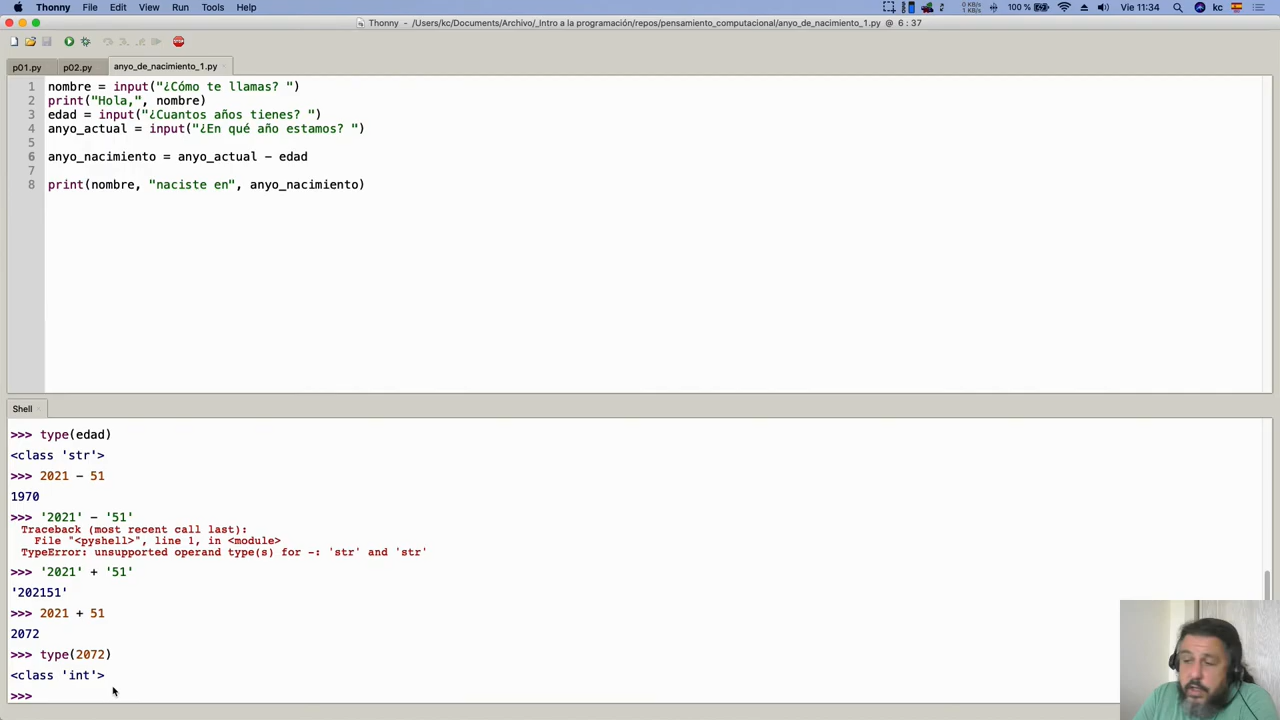 Thonny File Edit View Run Tools Window Help 0 KB/s 0 KB/s 100 % Vie 11:34 kc
Thonny - /Users/kc/Documents/Archivo/_Intro a la programación/repos/pensamiento_computacional/anyo_de_nacimiento_1.py @ 6 : 37
p01.py p02.py anyo_de_nacimiento_1.py
1 nombre = input("¿Cómo te llamas? ")
2 print("Hola,", nombre)
3 edad = input("¿Cuantos años tienes? ")
4 anyo_actual = input("¿En qué año estamos? ")
5
6 anyo_nacimiento = anyo_actual - edad
7
8 print(nombre, "naciste en", anyo_nacimiento)
Shell
>>> type(edad)
<class 'str'>
>>> 2021 - 51
1970
>>> '2021' - '51'
Traceback (most recent call last):
File "<pyshell>", line 1, in <module>
TypeError: unsupported operand type(s) for -: 'str' and 'str'
>>> '2021' + '51'
'202151'
>>> 2021 + 51
2072
>>> type(2072)
<class 'int'>
>>>